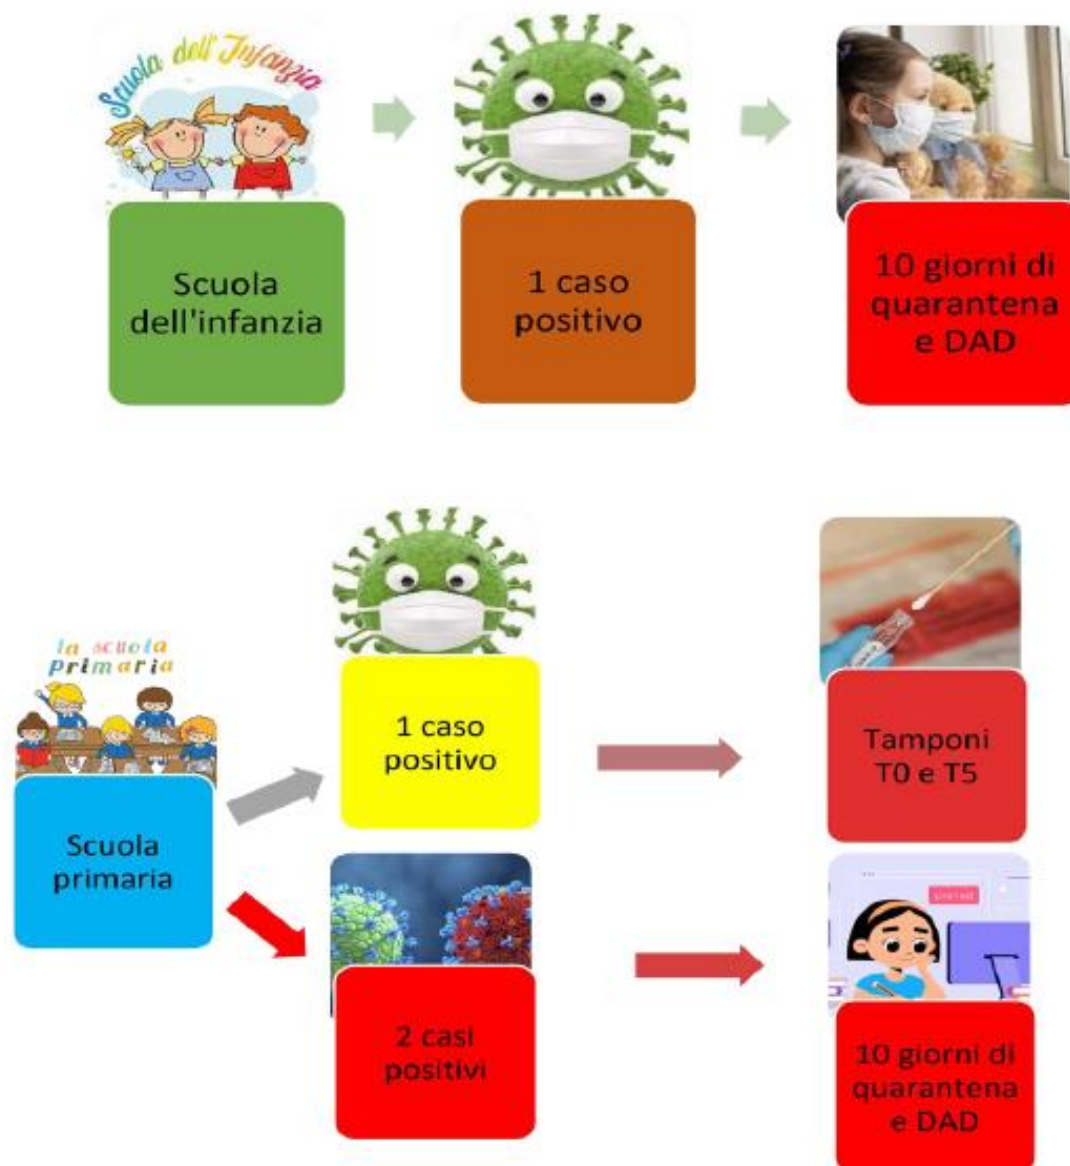 Scuola dell'Infanzia
Scuola
dell'infanzia
1 caso
positivo
10 giorni di
quarantena
e DAD
la scuola
primaria
Scuola
primaria
1 caso
positivo
Tamponi
T0 e T5
2 casi
positivi
10 giorni di
quarantena
e DAD